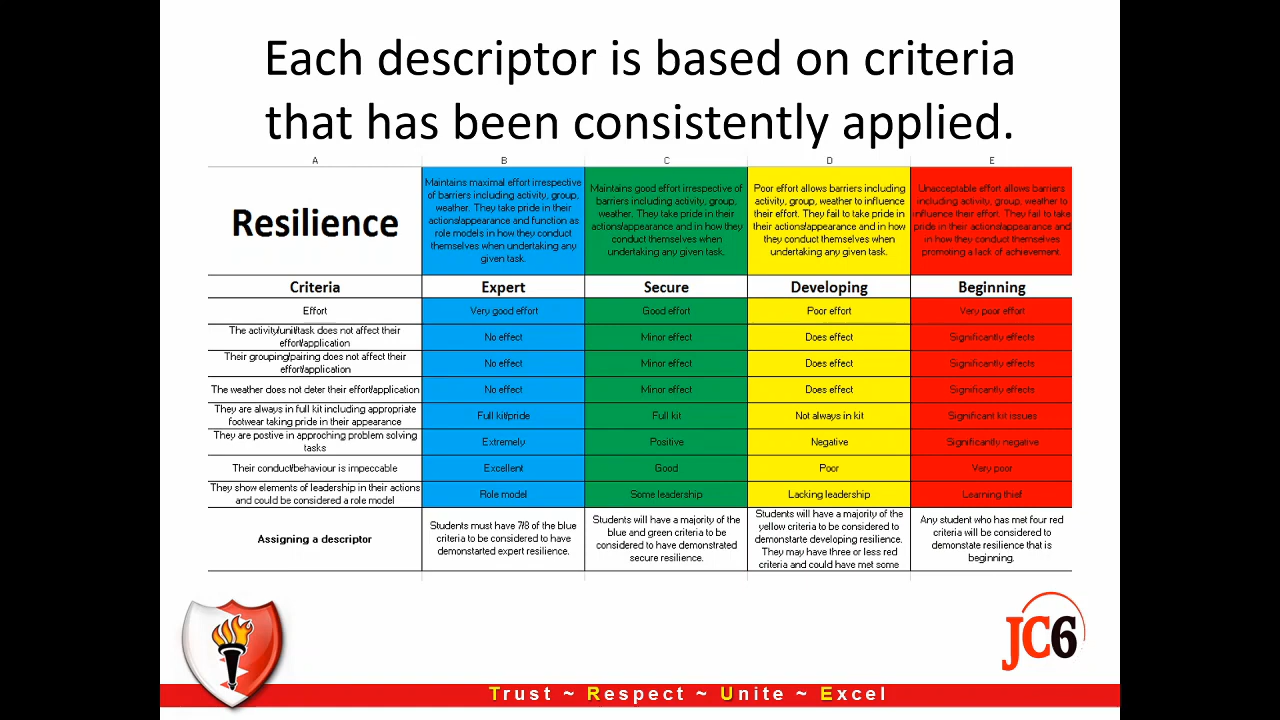 Each descriptor is based on criteria
that has been consistently applied.
A
B
C
D
E
Resilience
Maintains maximal effort irrespective
of barriers including activity, group,
weather. They take pride in their
actions/appearance and function as
role models in how they conduct
themselves when undertaking any
given task.
Maintains good effort irrespective of
barriers including activity, group,
weather. They take pride in their
actions/appearance and in how they
conduct themselves when
undertaking any given task.
Poor effort allows barriers including
activity, group, weather to influence
their effort. They fail to take pride in
their actions/appearance and in how
they conduct themselves when
undertaking any given task.
Unacceptable effort allows barriers
including activity, group, weather to
influence their effort. They fail to take
pride in their actions/appearance and
in how they conduct themselves
promoting a lack of achievement.
Criteria
Expert
Secure
Developing
Beginning
Effort
Very good effort
Good effort
Poor effort
Very poor effort
The activity/unit/task does not affect their
effort/application
No effect
Minor effect
Does effect
Significantly effects
Their grouping/pairing does not affect their
effort/application
No effect
Minor effect
Does effect
Significantly effects
The weather does not deter their effort/application
No effect
Minor effect
Does effect
Significantly effects
They are always in full kit including appropriate
footwear taking pride in their appearance
Full kit/pride
Full kit
Not always in kit
Significant kit issues
They are postive in approching problem solving
tasks
Extremely
Positive
Negative
Significantly negative
Their conduct/behaviour is impeccable
Excellent
Good
Poor
Very poor
They show elements of leadership in their actions
and could be considered a role model
Role model
Some leadership
Lacking leadership
Learning thief
Assigning a descriptor
Students must have 7/8 of the blue
criteria to be considered to have
demonstarted expert resilience.
Students will have a majority of the
blue and green criteria to be
considered to have demonstrated
secure resilience.
Students will have a majority of the
yellow criteria to be considered to
demonstarte developing resilience.
They may have three or less red
criteria and could have met some
Any student who has met four red
criteria will be considered to
demonstate resilience that is
beginning.
JC6
Trust ~ Respect ~ Unite ~ Excel